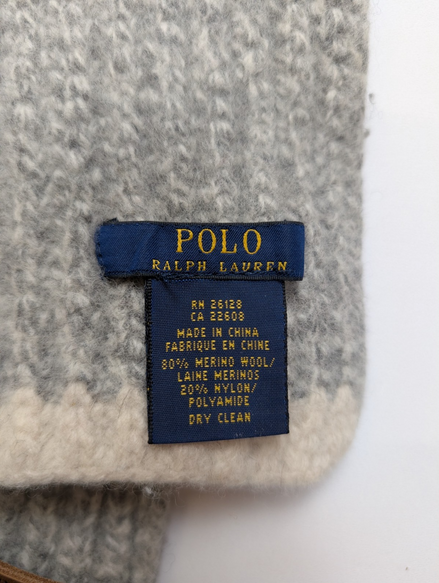 POLO
RALPH LAUREN
RN 26128
CA 22608
MADE IN CHINA
FABRIQUE EN CHINE
80% MERINO WOOL/
LAINE MERINOS
20% NYLON/
POLYAMIDE
DRY CLEAN